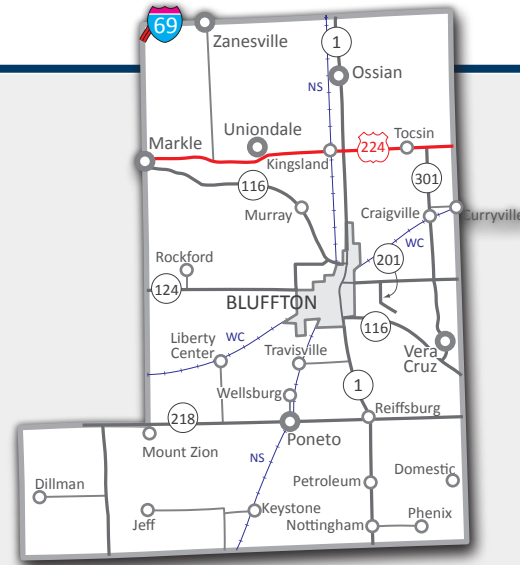 69
Zanesville
1
Ossian
NS
Markle
Uniondale
Kingsland
224
Tocsin
116
301
Murray
Craigville
Curryville
WC
Rockford
201
124
BLUFFTON
116
Liberty
Center
WC
Travisville
Vera
Cruz
Wellsburg
1
218
Reiffsburg
Mount Zion
Poneto
NS
Dillman
Petroleum
Domestic
Jeff
Keystone
Nottingham
Phenix